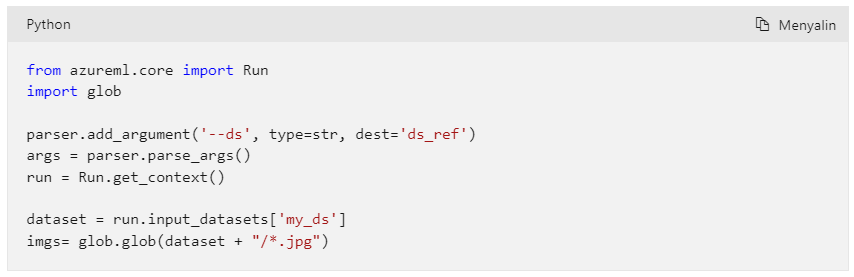 Python
Menyalin
from azureml.core import Run
import glob
parser.add_argument('--ds', type=str, dest='ds_ref')
args = parser.parse_args()
run = Run.get_context()
dataset = run.input_datasets['my_ds']
imgs= glob.glob(dataset + "/*.jpg")